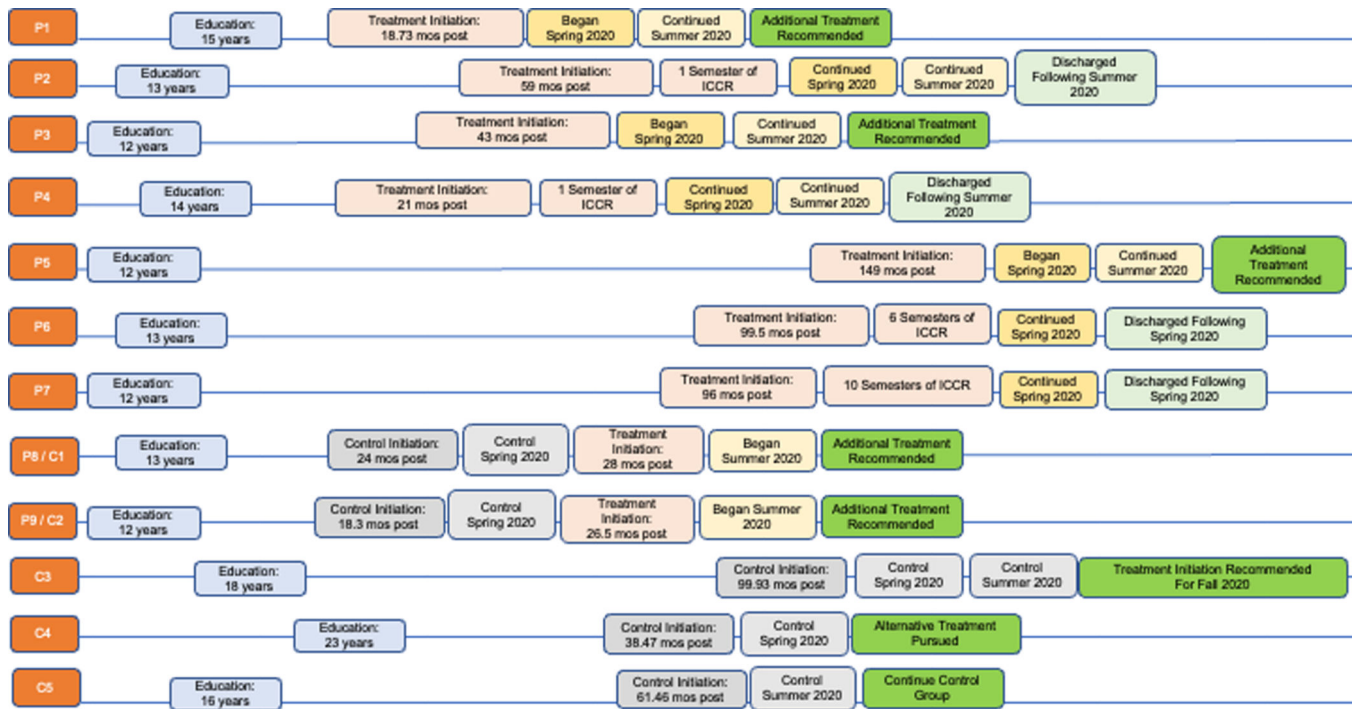 P1
Education:
15 years
Treatment Initiation:
18.73 mos post
Began
Spring 2020
Continued
Summer 2020
Additional Treatment
Recommended
P2
Education:
13 years
Treatment Initiation:
59 mos post
1 Semester of
ICCR
Continued
Spring 2020
Continued
Summer 2020
Discharged
Following Summer
2020
P3
Education:
12 years
Treatment Initiation:
43 mos post
Began
Spring 2020
Continued
Summer 2020
Additional Treatment
Recommended
P4
Education:
14 years
Treatment Initiation:
21 mos post
1 Semester of
ICCR
Continued
Spring 2020
Continued
Summer 2020
Discharged
Following Summer
2020
P5
Education:
12 years
Treatment Initiation:
149 mos post
Began
Spring 2020
Continued
Summer 2020
Additional
Treatment
Recommended
P6
Education:
13 years
Treatment Initiation:
99.5 mos post
6 Semesters of
ICCR
Continued
Spring 2020
Discharged Following
Spring 2020
P7
Education:
12 years
Treatment Initiation:
96 mos post
10 Semesters of ICCR
Continued
Spring 2020
Discharged Following
Spring 2020
P8 / C1
Education:
13 years
Control Initiation:
24 mos post
Control
Spring 2020
Treatment
Initiation:
28 mos post
Began
Summer 2020
Additional Treatment
Recommended
P9 / C2
Education:
12 years
Control Initiation:
18.3 mos post
Control
Spring 2020
Treatment
Initiation:
26.5 mos post
Began Summer
2020
Additional Treatment
Recommended
C3
Education:
18 years
Control Initiation:
99.93 mos post
Control
Spring 2020
Control
Summer 2020
Treatment Initiation Recommended
For Fall 2020
C4
Education:
23 years
Control Initiation:
38.47 mos post
Control
Spring 2020
Alternative Treatment
Pursued
C5
Education:
16 years
Control Initiation:
61.46 mos post
Control
Summer 2020
Continue Control
Group